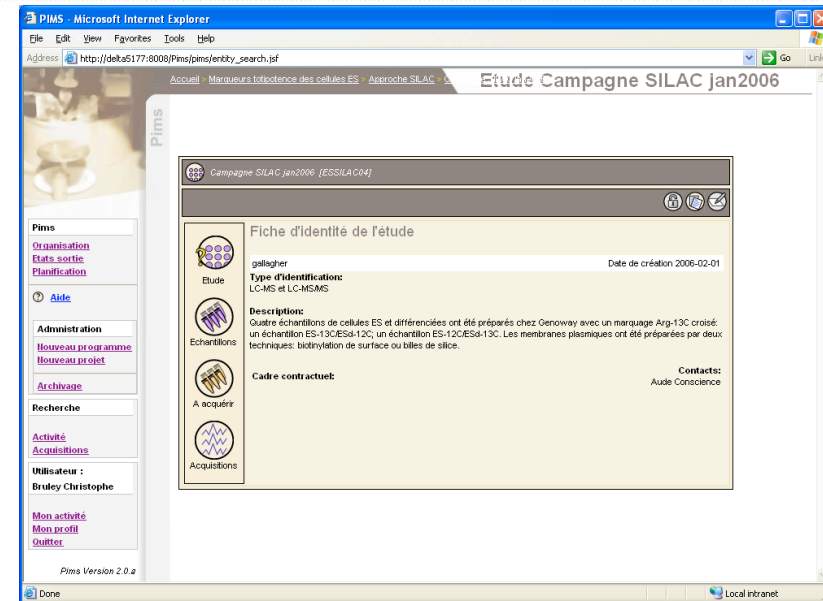 PIMS - Microsoft Internet Explorer
File Edit View Favorites Tools Help
Address http://delta5177:8008/Pims/pims/entity_search.jsf Go Link
Accueil > Marqueurs totipotence des cellules ES > Approche SILAC >
Etude Campagne SILAC jan2006
Pims
Campagne SILAC jan2006 [ESSILAC04]
Pims
Organisation
Etats sortie
Planification
Aide
Admnistration
Nouveau programme
Nouveau projet
Archivage
Recherche
Activité
Acquisitions
Utilisateur :
Bruley Christophe
Mon activité
Mon profil
Quitter
Pims Version 2.0.a
Etude
Echantillons
A acquérir
Acquisitions
Fiche d'identité de l'étude
gallagher Date de création 2006-02-01
Type d'identification:
LC-MS et LC-MS/MS
Description:
Quatre échantillons de cellules ES et différenciées ont été préparés chez Genoway avec un marquage Arg-13C croisé:
un échantillon ES-13C/ESd-12C; un échantillon ES-12C/ESd-13C. Les membranes plasmiques ont été préparées par deux
techniques: biotinylation de surface ou billes de silice.
Cadre contractuel: Contacts:
Aude Conscience
Done Local intranet